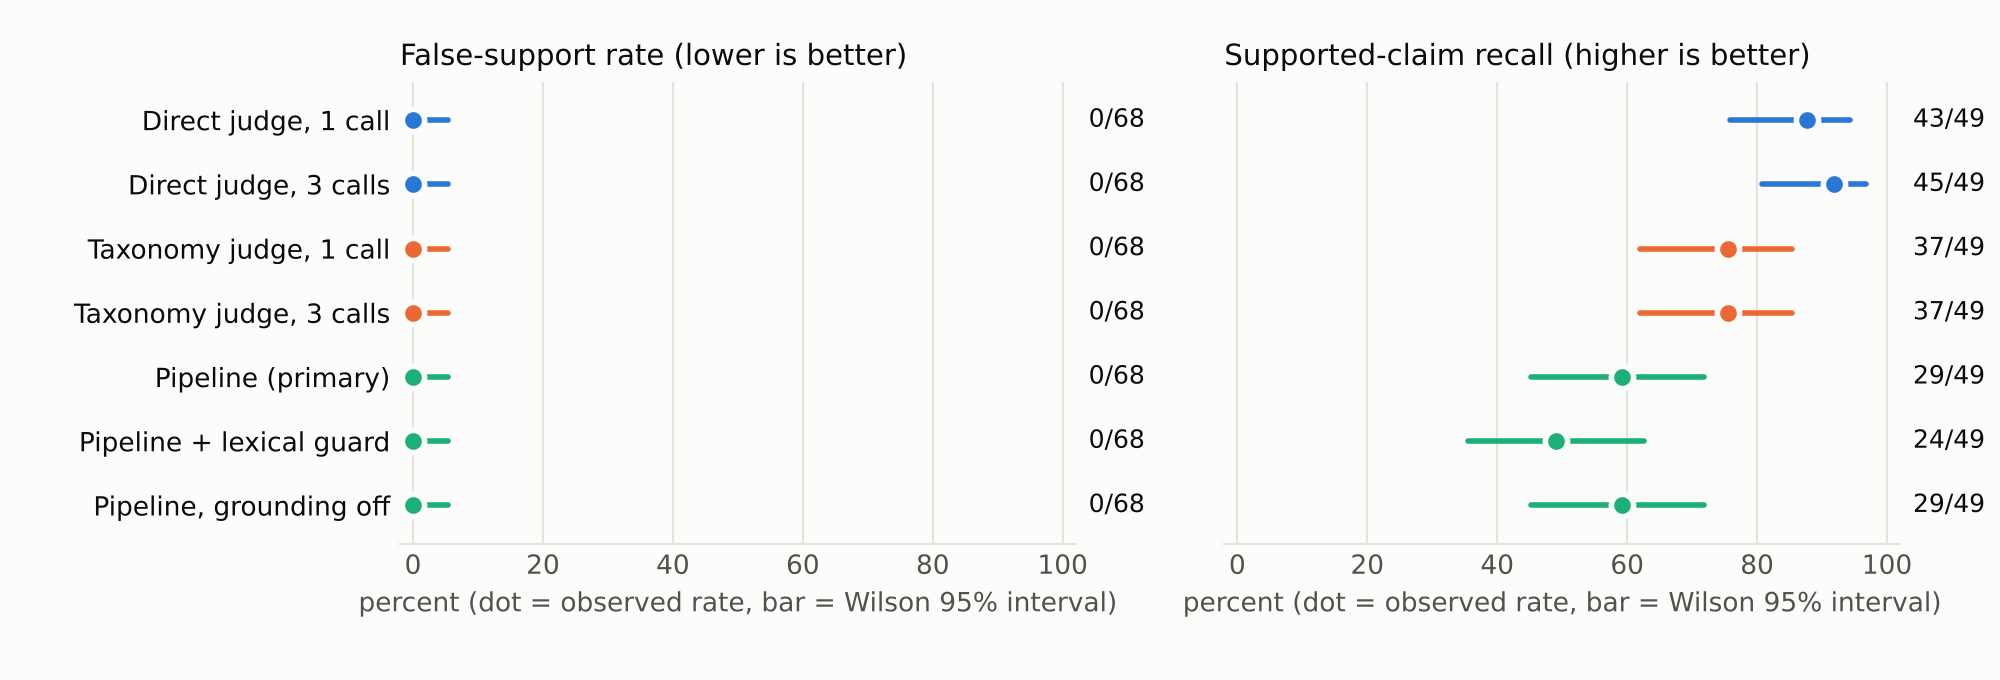 False-support rate (lower is better)
Supported-claim recall (higher is better)
Direct judge, 1 call 0/68 43/49
Direct judge, 3 calls 0/68 45/49
Taxonomy judge, 1 call 0/68 37/49
Taxonomy judge, 3 calls 0/68 37/49
Pipeline (primary) 0/68 29/49
Pipeline + lexical guard 0/68 24/49
Pipeline, grounding off 0/68 29/49
0 20 40 60 80 100
0 20 40 60 80 100
percent (dot = observed rate, bar = Wilson 95% interval)
percent (dot = observed rate, bar = Wilson 95% interval)